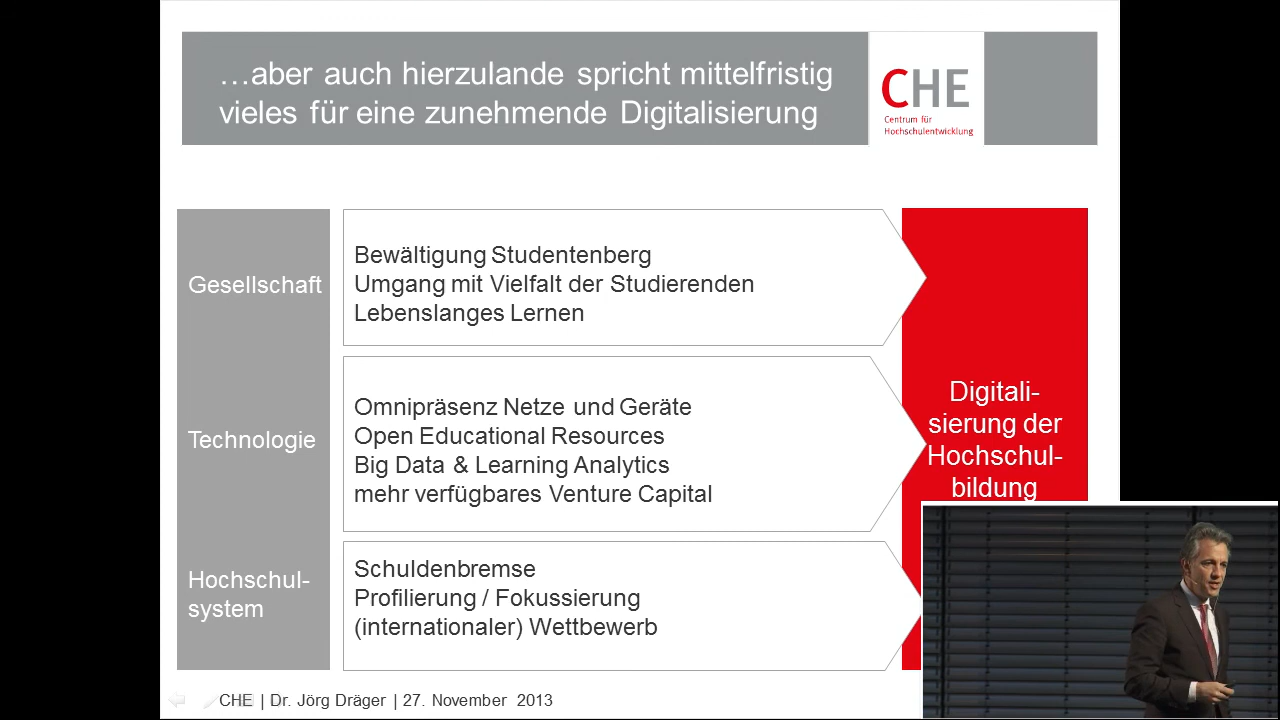 …aber auch hierzulande spricht mittelfristig
vieles für eine zunehmende Digitalisierung
CHE
Centrum für
Hochschulentwicklung
Gesellschaft
Bewältigung Studentenberg
Umgang mit Vielfalt der Studierenden
Lebenslanges Lernen
Technologie
Omnipräsenz Netze und Geräte
Open Educational Resources
Big Data & Learning Analytics
mehr verfügbares Venture Capital
Hochschul-
system
Schuldenbremse
Profilierung / Fokussierung
(internationaler) Wettbewerb
Digitali-
sierung der
Hochschul-
bildung
CHE | Dr. Jörg Dräger | 27. November 2013